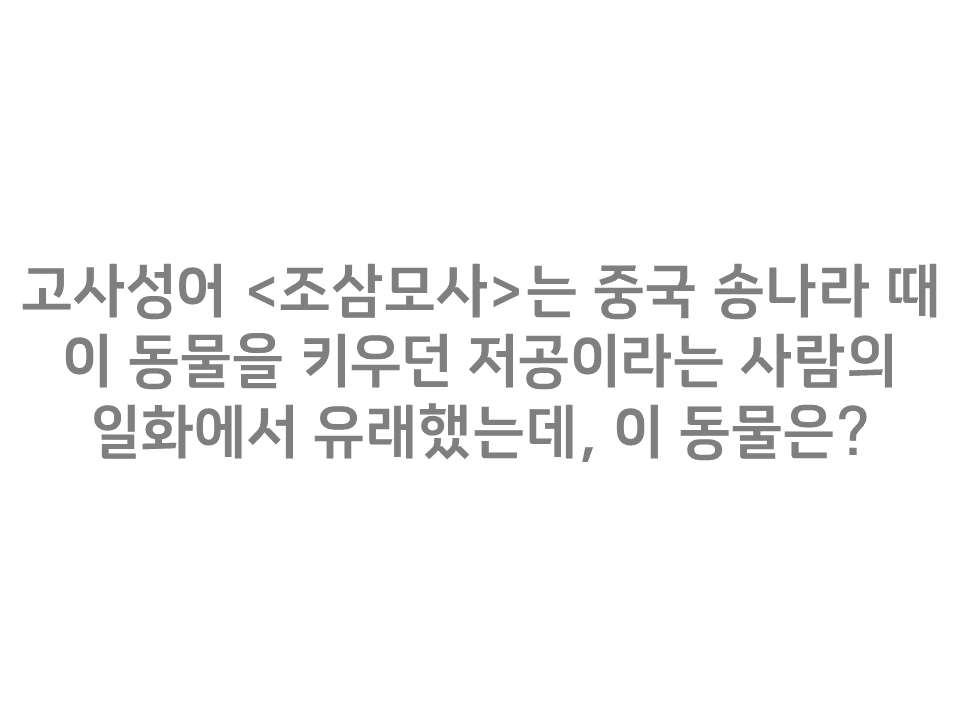 고사성어 <조삼모사>는 중국 송나라 때
이 동물을 키우던 저공이라는 사람의
일화에서 유래했는데, 이 동물은?